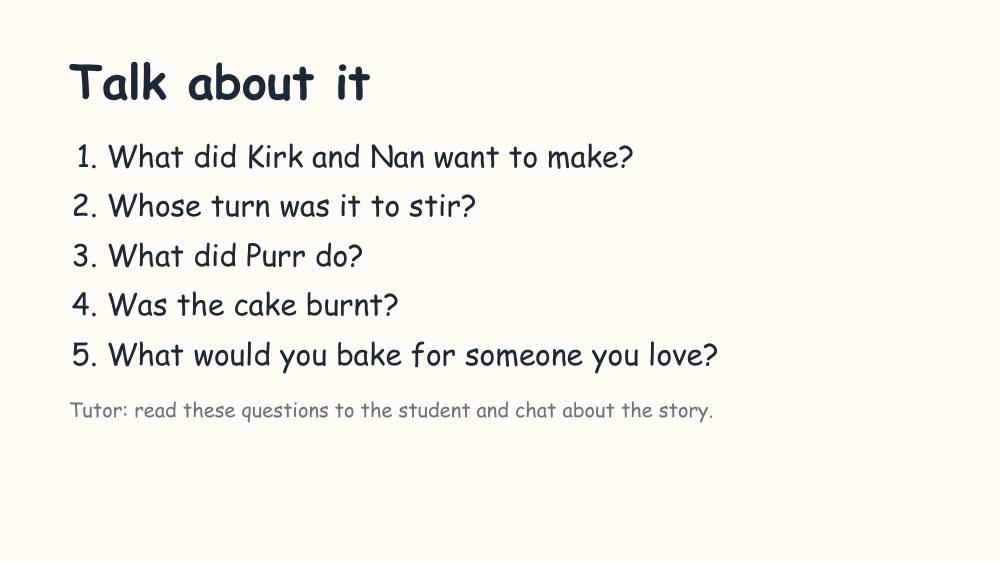 Talk about it
1. What did Kirk and Nan want to make?
2. Whose turn was it to stir?
3. What did Purr do?
4. Was the cake burnt?
5. What would you bake for someone you love?
Tutor: read these questions to the student and chat about the story.